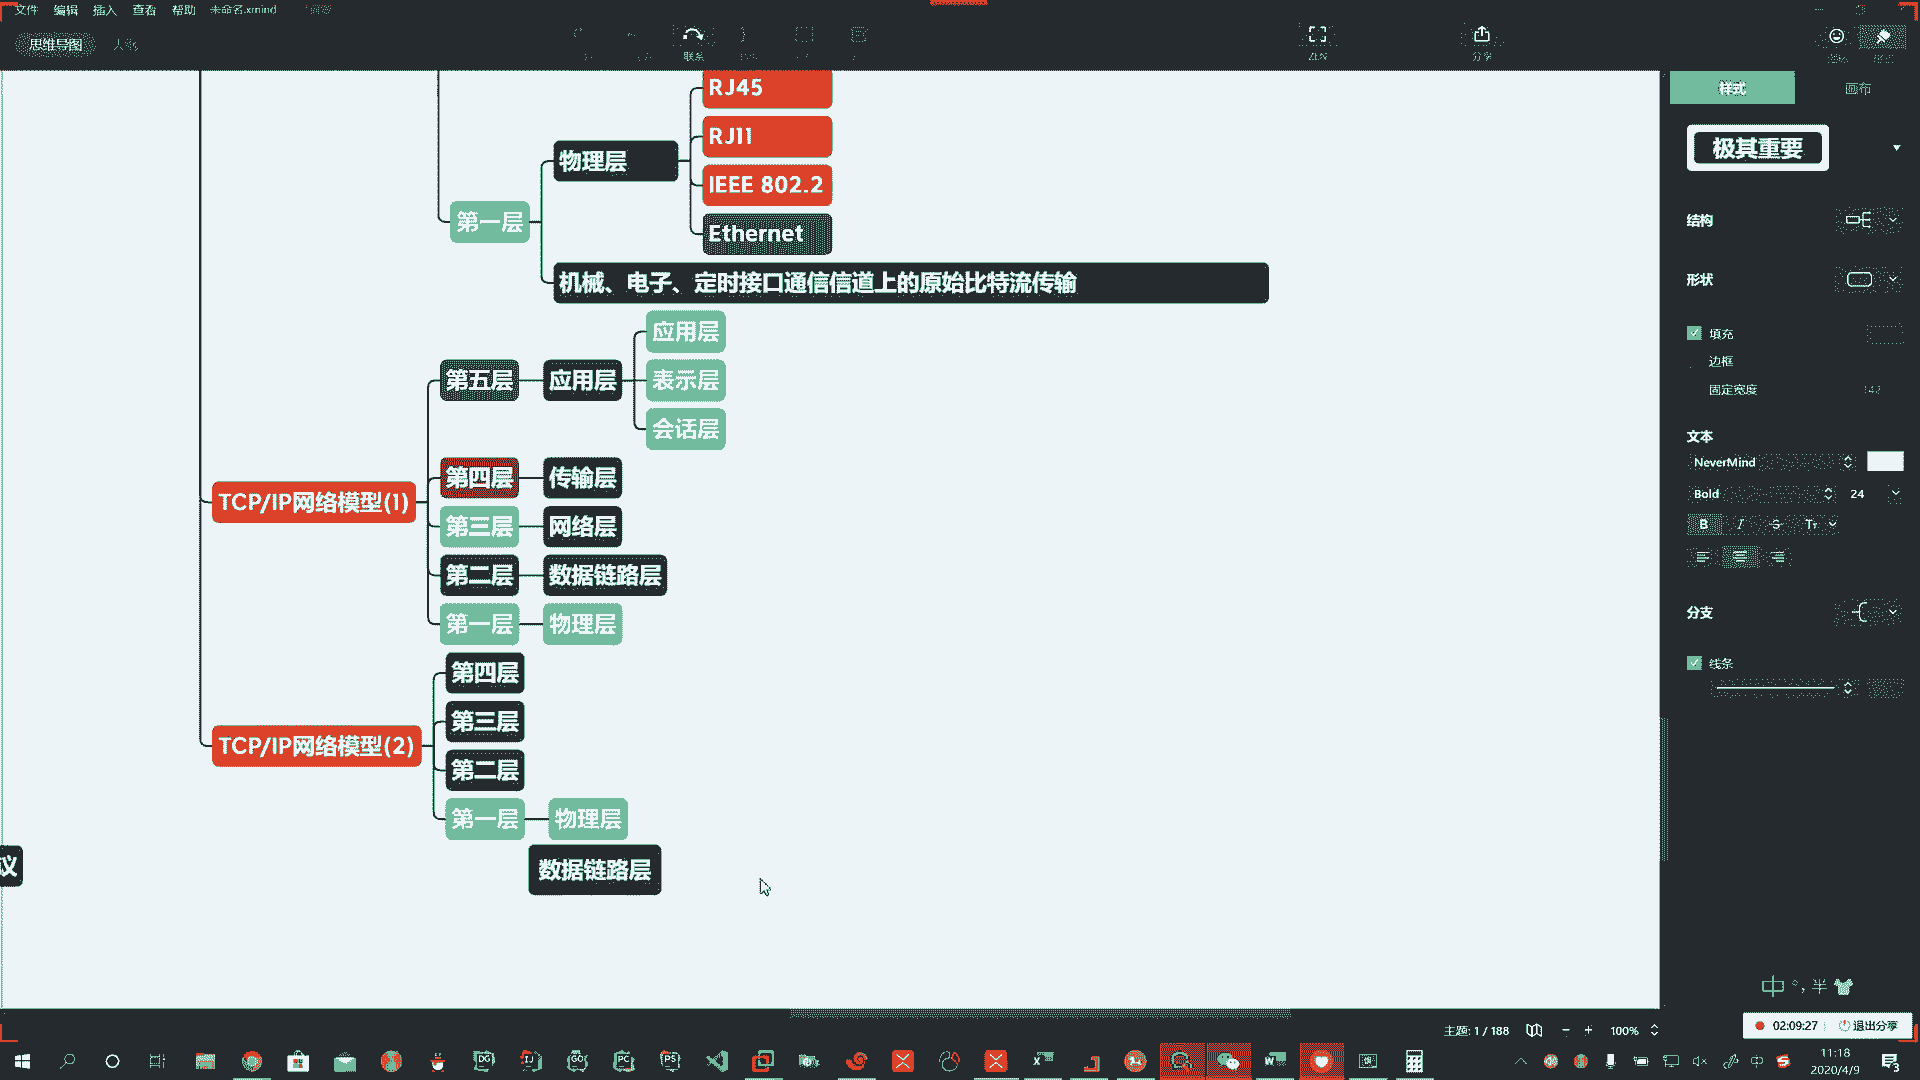 文件 编辑 插入 查看 帮助 未命名.xmind
思维导图
联系
ZEN
分享
样式
画布
极其重要
结构
形状
填充
边框
固定宽度
文本
NeverMind
Bold
24
B I S Tт
分支
线条
RJ45
RJ11
物理层
IEEE 802.2
第一层
Ethernet
机械、电子、定时接口通信信道上的原始比特流传输
应用层
第五层
应用层
表示层
会话层
第四层
传输层
TCP/IP网络模型(1)
第三层
网络层
第二层
数据链路层
第一层
物理层
第四层
第三层
TCP/IP网络模型(2)
第二层
第一层
物理层
议
数据链路层
中 °, 半
主题: 1 / 188
100%
02:09:27
退出分享
DG IJ GO PC PS
中
11:18
2020/4/9
3